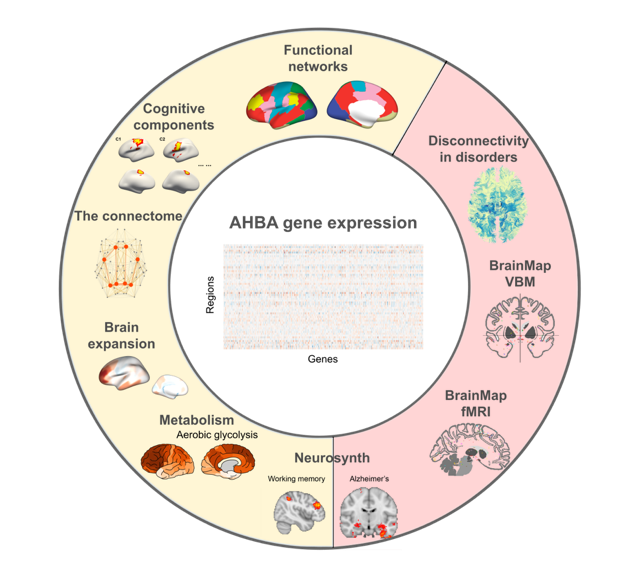 Functional
networks
Cognitive
components
C1
C2
... ...
Disconnectivity
in disorders
The connectome
AHBA gene expression
Regions
Genes
BrainMap
VBM
Brain
expansion
BrainMap
fMRI
Metabolism
Aerobic glycolysis
Neurosynth
Working memory
Alzheimer's